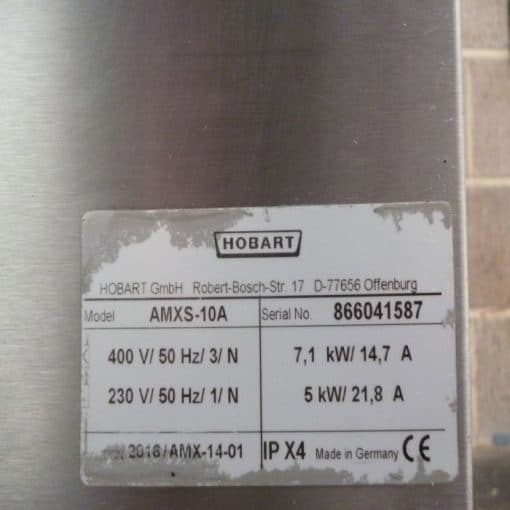 HOBART
HOBART GmbH Robert-Bosch-Str. 17 D-77656 Offenburg
Model AMXS-10A Serial No. 866041587
400 V/ 50 Hz/ 3/ N 7,1 kW/ 14,7 A
230 V/ 50 Hz/ 1/ N 5 kW/ 21,8 A
2016/AMX-14-01 IP X4 Made in Germany CE